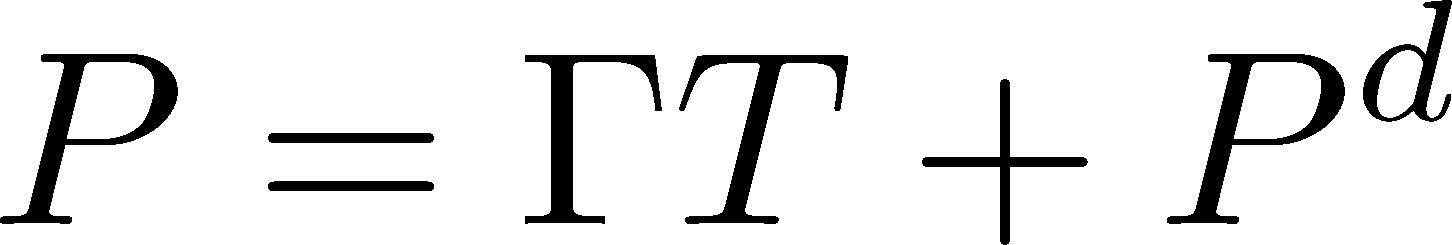 P = ΓT + P^d